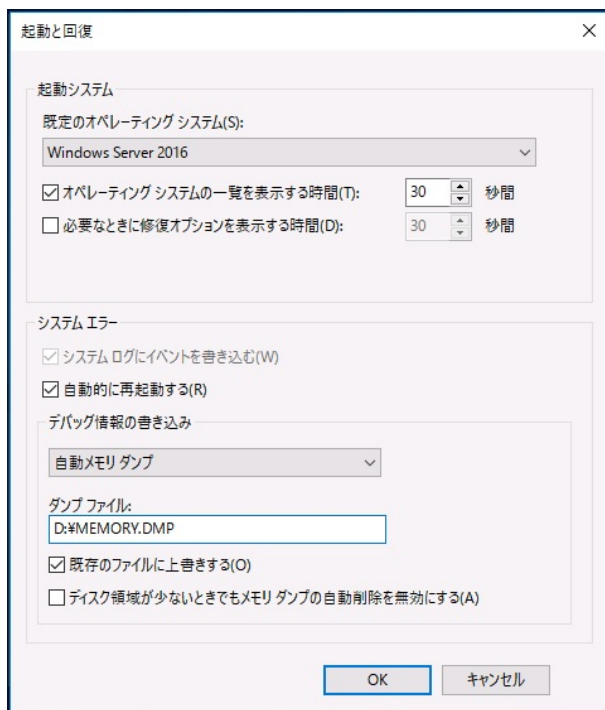 起動と回復
起動システム
既定のオペレーティング システム(S):
Windows Server 2016
オペレーティング システムの一覧を表示する時間(T): 30 秒間
必要なときに修復オプションを表示する時間(D): 30 秒間
システム エラー
システム ログにイベントを書き込む(W)
自動的に再起動する(R)
デバッグ情報の書き込み
自動メモリ ダンプ
ダンプ ファイル:
D:¥MEMORY.DMP
既存のファイルに上書きする(O)
ディスク領域が少ないときでもメモリ ダンプの自動削除を無効にする(A)
OK キャンセル